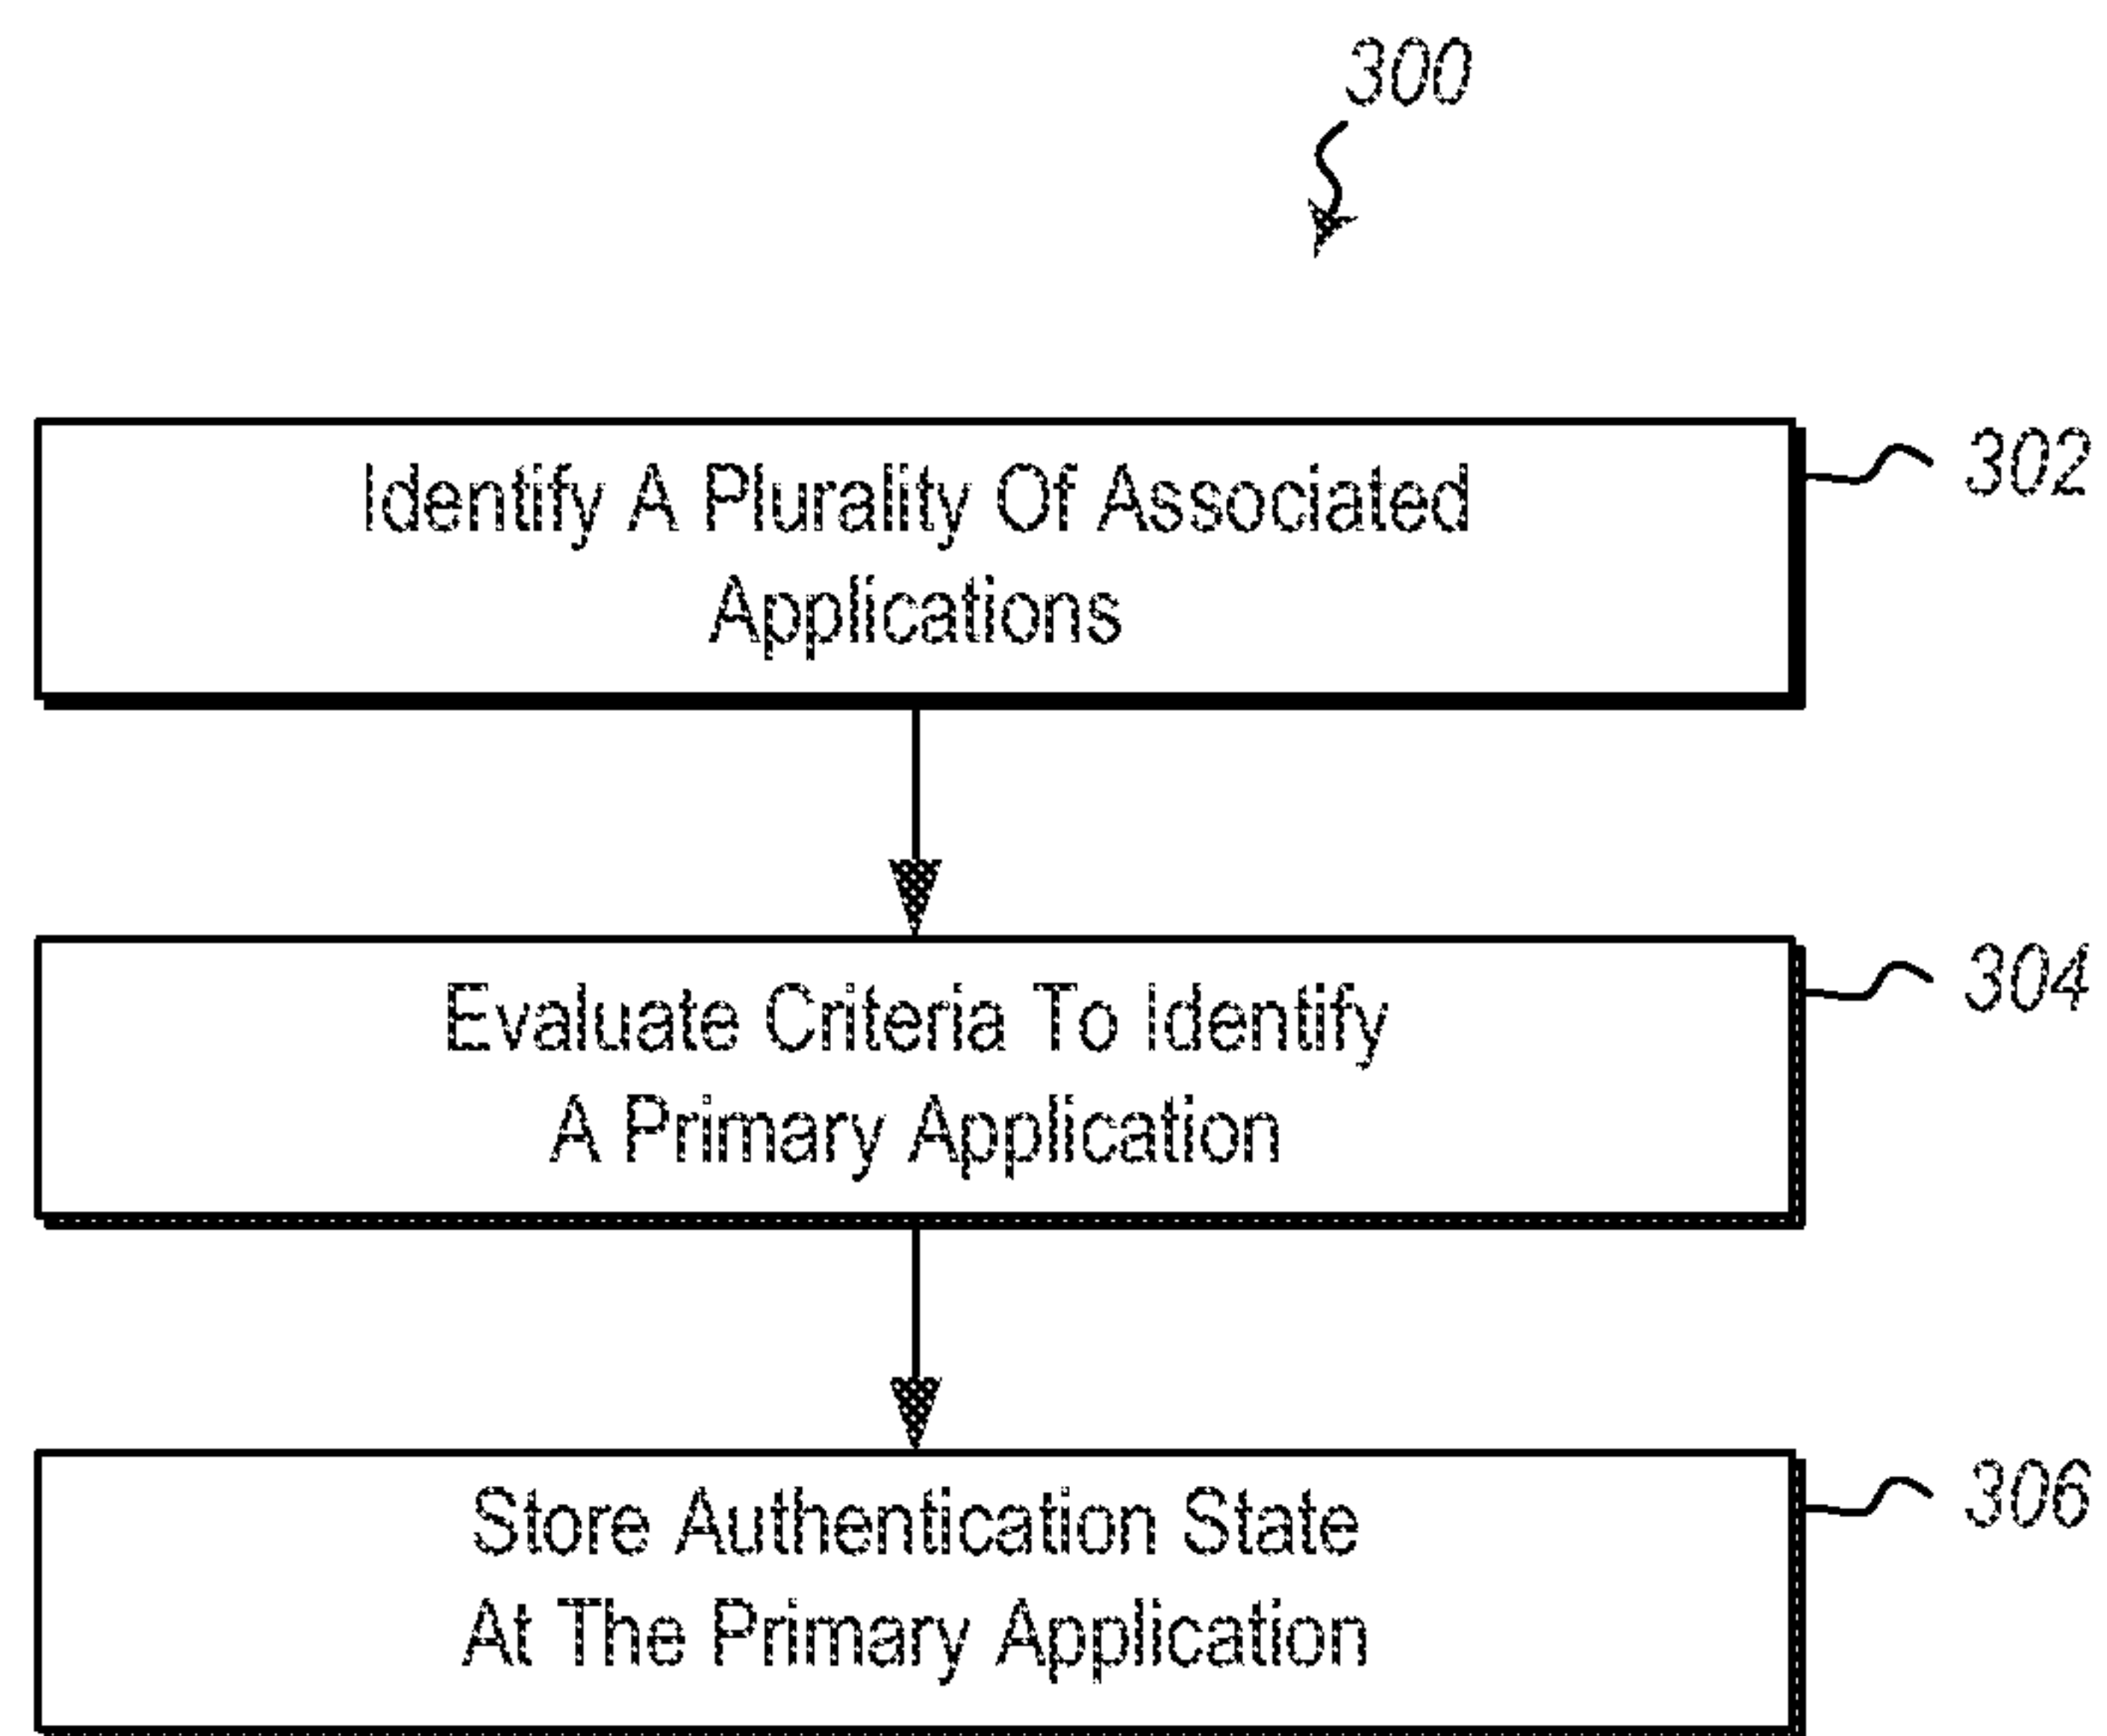 300
Identify A Plurality Of Associated
Applications
302
Evaluate Criteria To Identify
A Primary Application
304
Store Authentication State
At The Primary Application
306